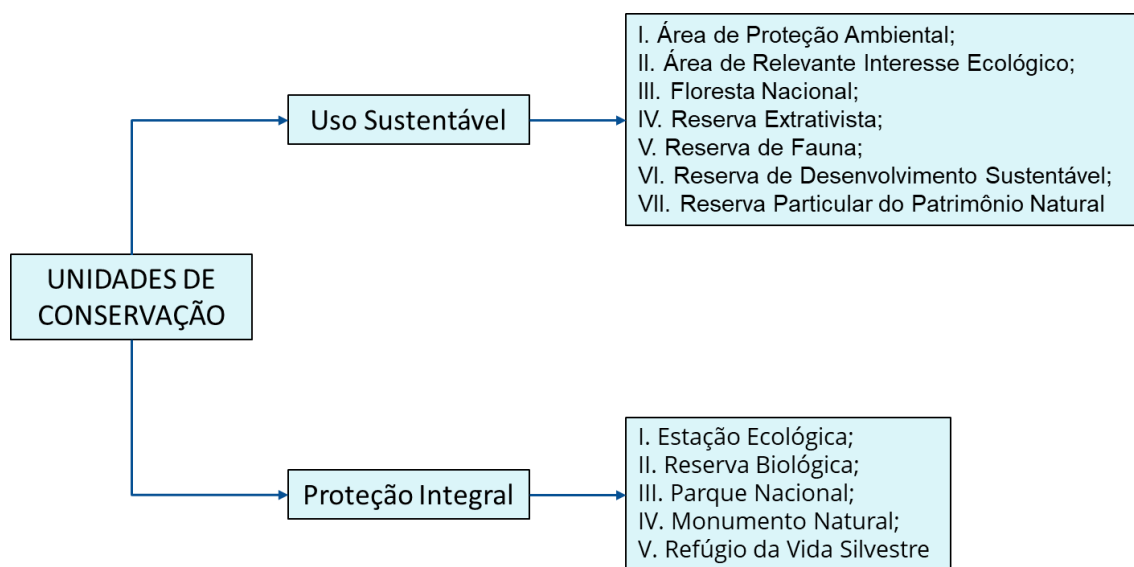 I. Área de Proteção Ambiental;
II. Área de Relevante Interesse Ecológico;
III. Floresta Nacional;
IV. Reserva Extrativista;
V. Reserva de Fauna;
VI. Reserva de Desenvolvimento Sustentável;
VII. Reserva Particular do Patrimônio Natural
Uso Sustentável
UNIDADES DE
CONSERVAÇÃO
Proteção Integral
I. Estação Ecológica;
II. Reserva Biológica;
III. Parque Nacional;
IV. Monumento Natural;
V. Refúgio da Vida Silvestre